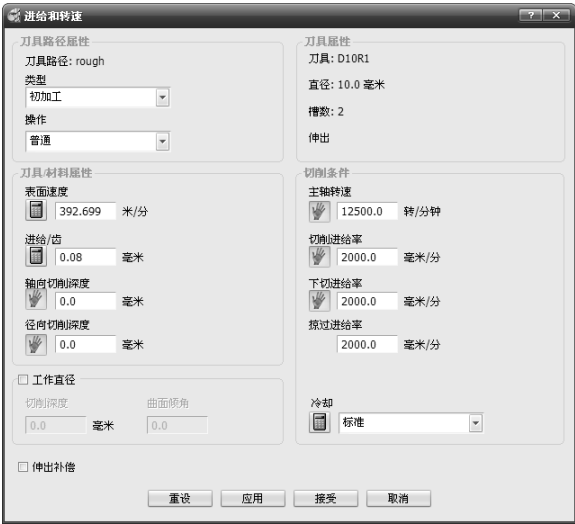 进给和转速
刀具路径属性
刀具路径: rough
类型
初加工
操作
普通
刀具属性
刀具: D10R1
直径: 10.0 毫米
槽数: 2
伸出
刀具/材料属性
表面速度
392.699 米/分
进给/齿
0.08 毫米
轴向切削深度
0.0 毫米
径向切削深度
0.0 毫米
切削条件
主轴转速
12500.0 转/分钟
切削进给率
2000.0 毫米/分
下切进给率
2000.0 毫米/分
掠过进给率
2000.0 毫米/分
冷却
标准
工作直径
切削深度 曲面倾角
0.0 毫米 0.0
伸出补偿
重设 应用 接受 取消